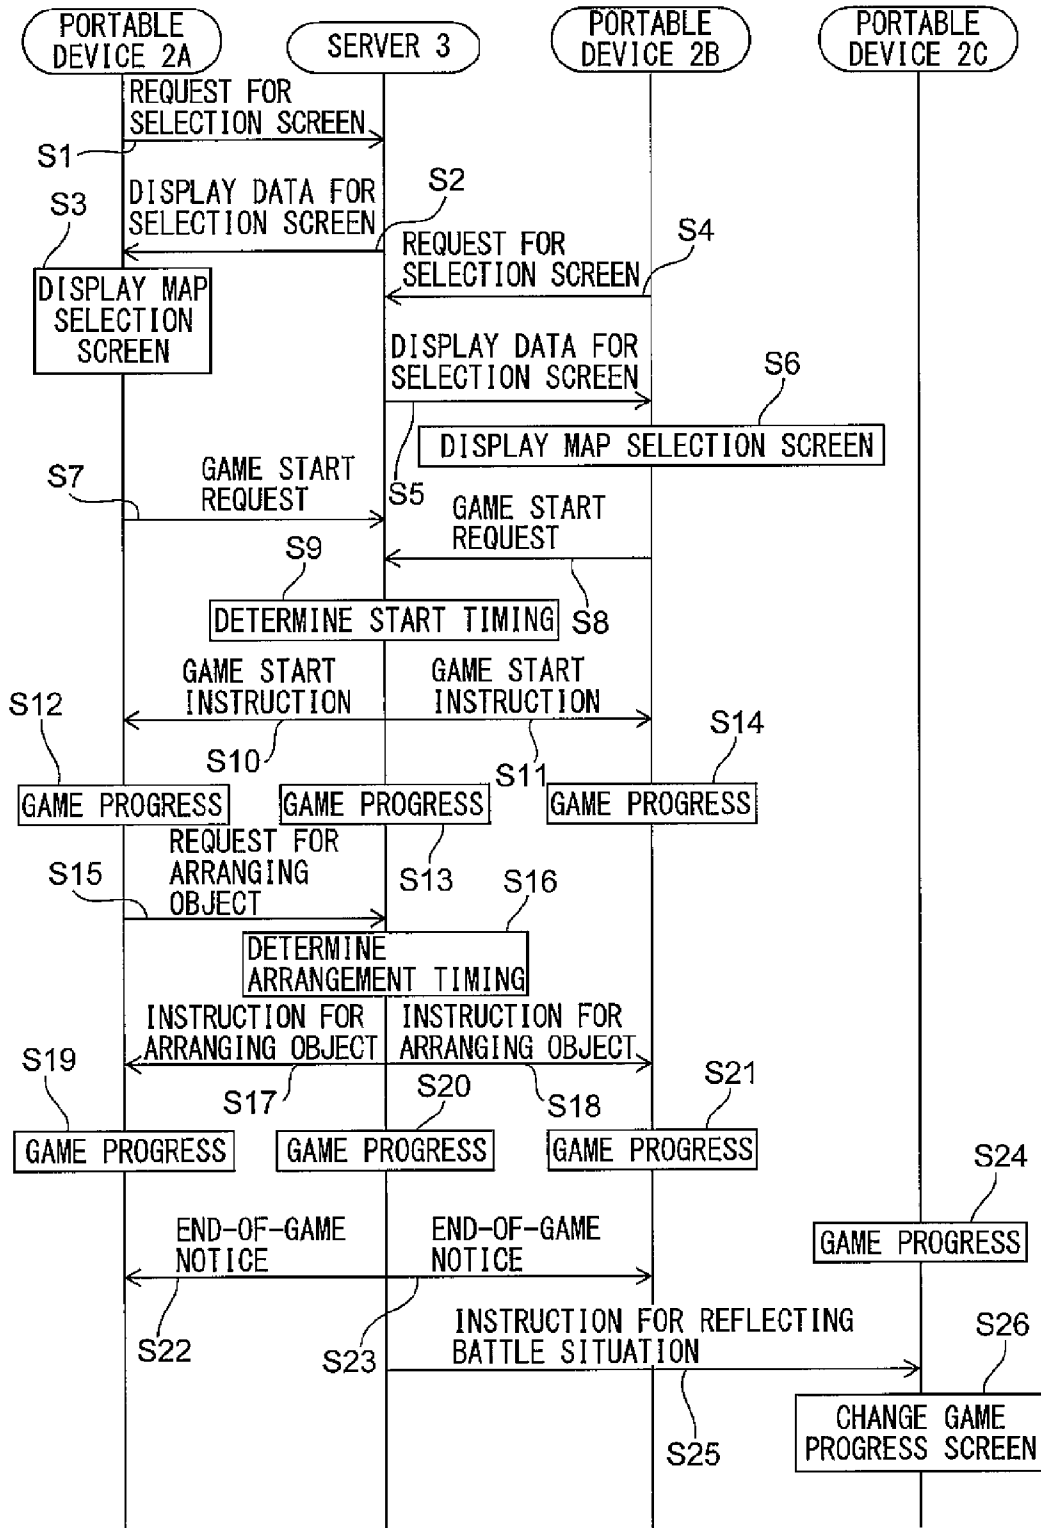 PORTABLE
DEVICE 2A
SERVER 3
PORTABLE
DEVICE 2B
PORTABLE
DEVICE 2C
REQUEST FOR
SELECTION SCREEN
S1
DISPLAY DATA FOR
SELECTION SCREEN
S2
S3
DISPLAY MAP
SELECTION
SCREEN
REQUEST FOR
SELECTION SCREEN
S4
DISPLAY DATA FOR
SELECTION SCREEN
S5
S6
DISPLAY MAP SELECTION SCREEN
S7
GAME START
REQUEST
GAME START
REQUEST
S8
S9
DETERMINE START TIMING
GAME START
INSTRUCTION
GAME START
INSTRUCTION
S10
S11
S12
S14
GAME PROGRESS
GAME PROGRESS
GAME PROGRESS
S13
S15
REQUEST FOR
ARRANGING
OBJECT
S16
DETERMINE
ARRANGEMENT TIMING
INSTRUCTION FOR
ARRANGING OBJECT
INSTRUCTION FOR
ARRANGING OBJECT
S17
S18
S19
S20
S21
GAME PROGRESS
GAME PROGRESS
GAME PROGRESS
S24
GAME PROGRESS
END-OF-GAME
NOTICE
END-OF-GAME
NOTICE
S22
S23
INSTRUCTION FOR REFLECTING
BATTLE SITUATION
S25
S26
CHANGE GAME
PROGRESS SCREEN